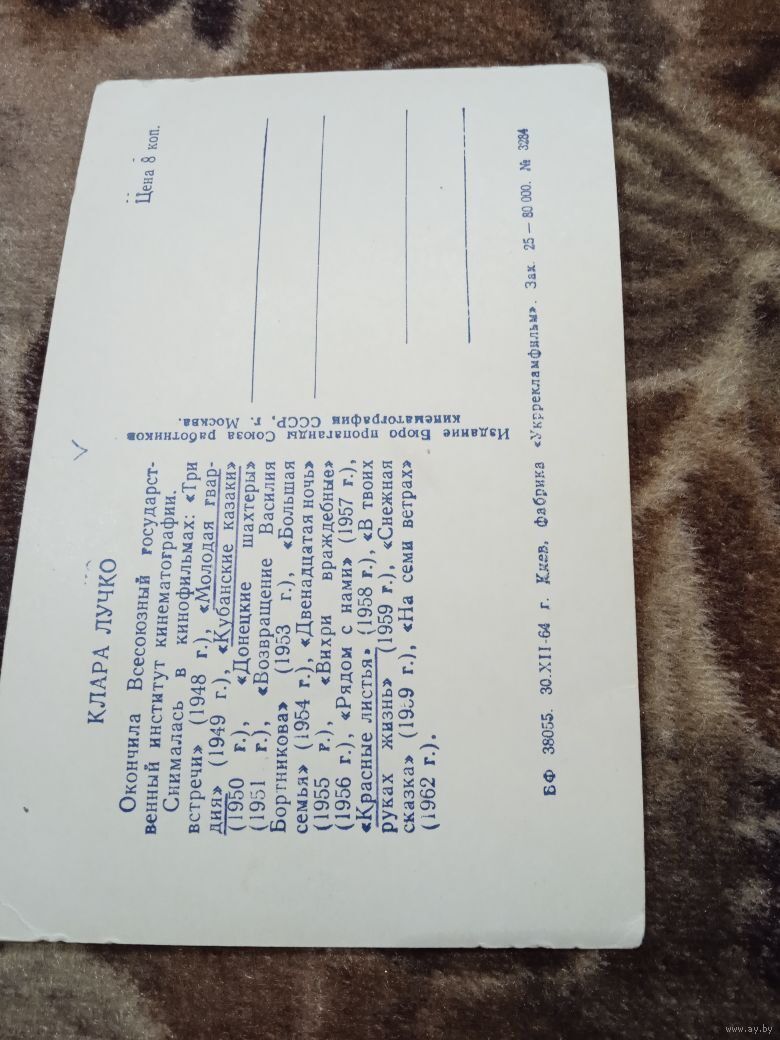 КЛАРА ЛУЧКО
Окончила Всесоюзный государст-
венный институт кинематографии.
Снималась в кинофильмах: «Три
встречи» (1948 г.), «Молодая гвар-
дия» (1949 г.), «Кубанские казаки»
(1950 г.), «Донецкие шахтеры»
(1951 г.), «Возвращение Василия
Бортникова» (1953 г.), «Большая
семья» (1954 г.), «Двенадцатая ночь»
(1955 г.), «Вихри враждебные»
(1956 г.), «Рядом с нами» (1957 г.),
«Красные листья» (1958 г.), «В твоих
руках жизнь» (1959 г.), «Снежная
сказка» (1959 г.), «На семи ветрах»
(1962 г.).
Издание Бюро пропаганды Союза работников
кинематографии СССР, г. Москва.
Цена 8 коп.
БФ 38055. 30.XII-64 г. Киев, фабрика «Укррекламфильм». Зак. 25 — 80 000. № 3284
www.ay.by